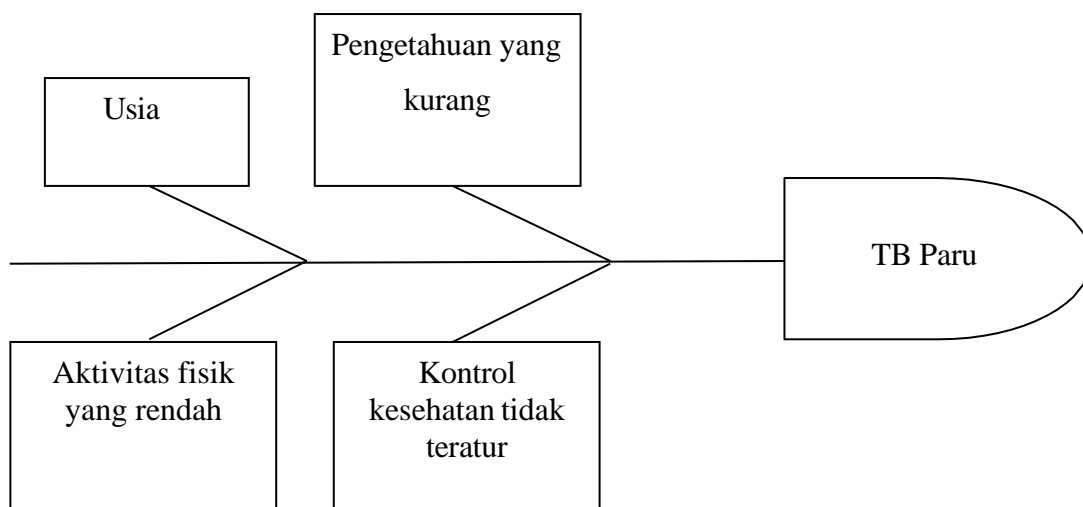 Pengetahuan yang
kurang
Usia
TB Paru
Aktivitas fisik
yang rendah
Kontrol
kesehatan tidak
teratur